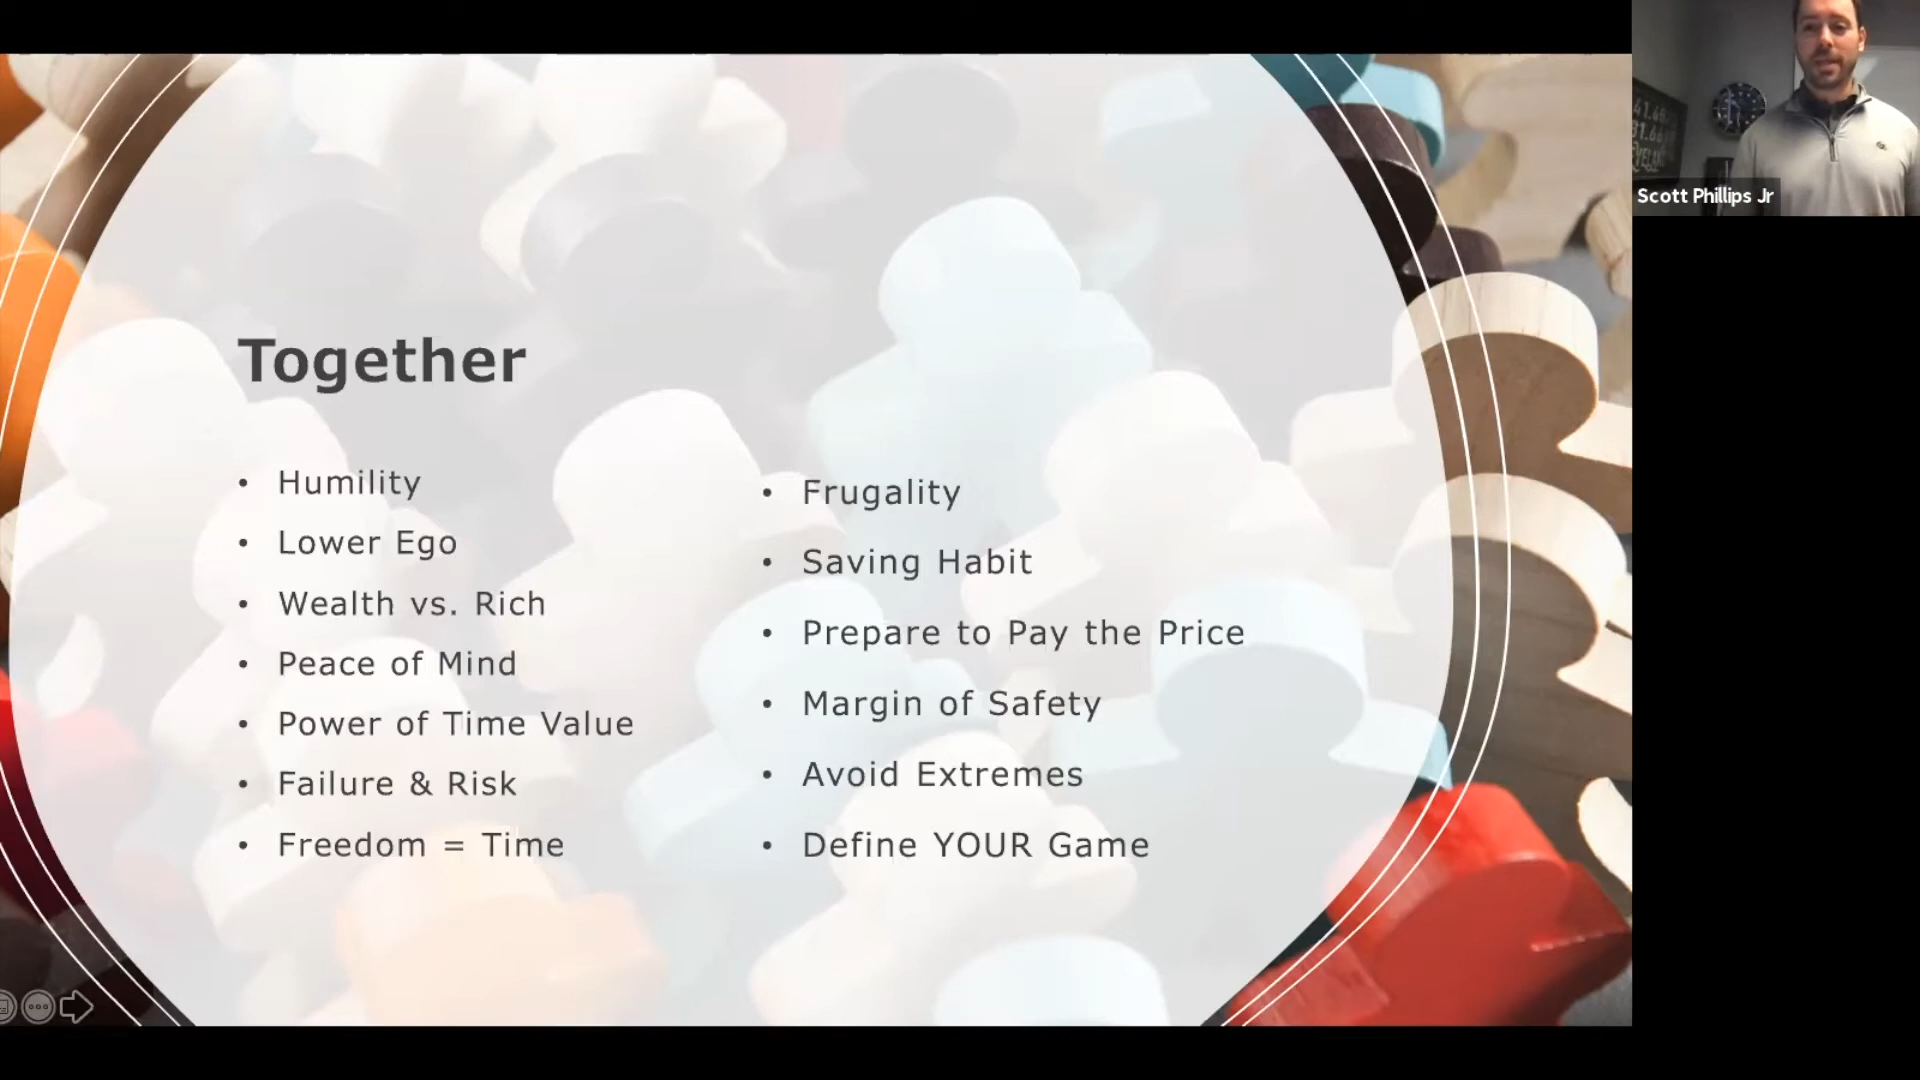 Together
Humility
Lower Ego
Wealth vs. Rich
Peace of Mind
Power of Time Value
Failure & Risk
Freedom = Time
Frugality
Saving Habit
Prepare to Pay the Price
Margin of Safety
Avoid Extremes
Define YOUR Game
Scott Phillips Jr